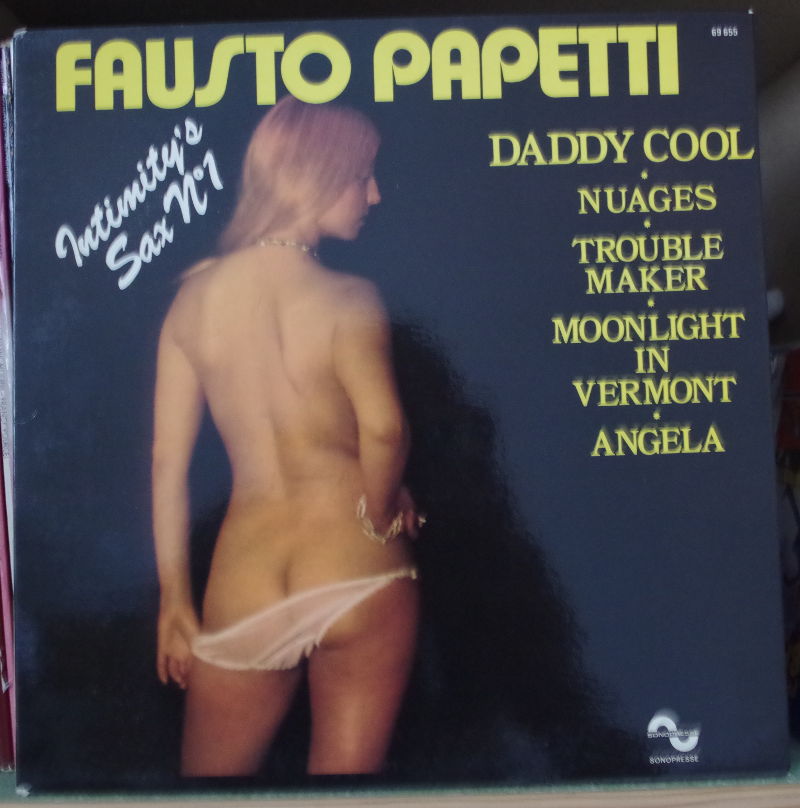 69 655
FAUSTO PAPETTI
Intimity's
Sax N°1
DADDY COOL
NUAGES
TROUBLE
MAKER
MOONLIGHT
IN
VERMONT
ANGELA
SONOPRESSE
SONOPRESSE